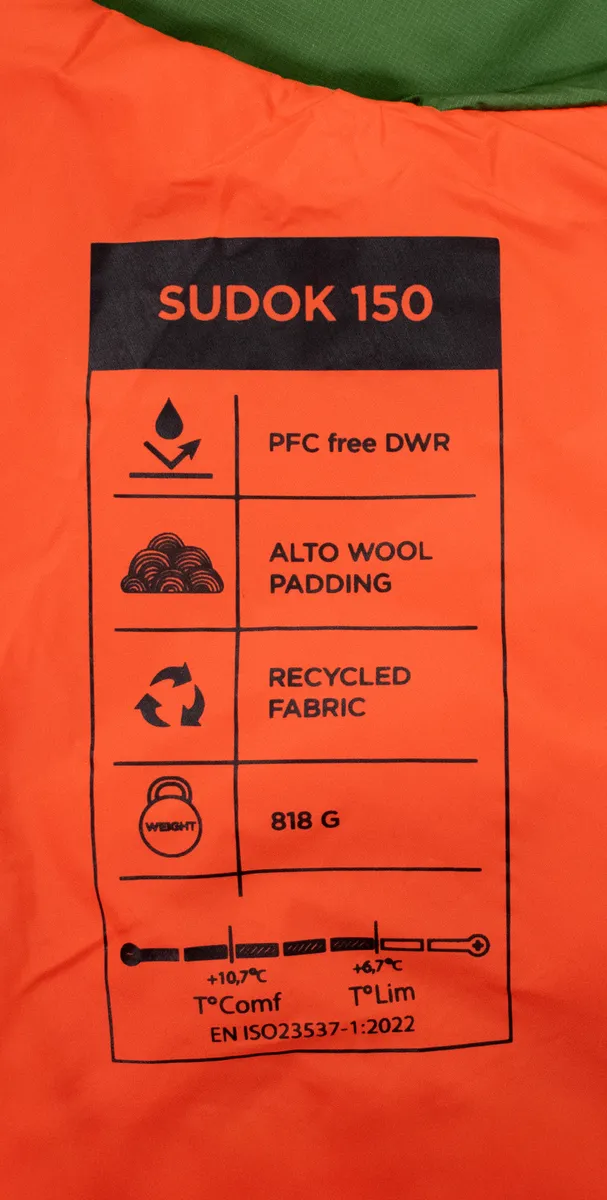 SUDOK 150
PFC free DWR
ALTO WOOL
PADDING
RECYCLED
FABRIC
WEIGHT
818 G
+10,7°C
+6,7°C
T°Comf
T°Lim
EN ISO23537-1:2022